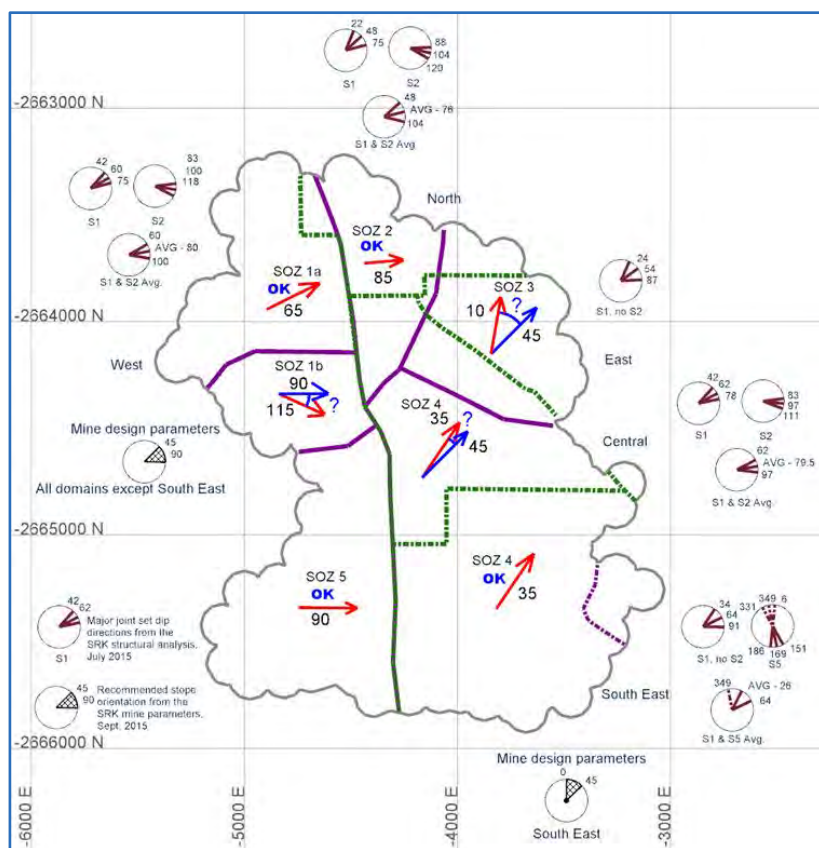 22
48
75
S1
88
104
120
S2
-2663000 N
48
AVG - 76
104
S1 & S2 Avg
42
60
75
S1
83
100
118
S2
60
AVG - 80
100
S1 & S2 Avg.
North
SOZ 2
OK
85
SOZ 1a
OK
65
SOZ 3
10
?
45
24
54
87
S1, no S2
-2664000 N
West
East
SOZ 1b
90
115
?
SOZ 4
35
?
45
42
62
78
S1
83
97
111
S2
Mine design parameters
45
90
All domains except South East
Central
62
AVG - 79.5
97
S1 & S2 Avg.
-2665000 N
SOZ 5
OK
90
SOZ 4
OK
35
42
62
S1
Major joint set dip
directions from the
SRK structural analysis,
July 2015
34
64
91
S1, no S2
331
349
6
186
169
151
S5
45
90
Recommended stope
orientation from the
SRK mine parameters,
Sept. 2015
South East
349
AVG - 26
64
S1 & S5 Avg.
-2666000 N
Mine design parameters
0
45
South East
-6000 E
-5000 E
-4000 E
-3000 E